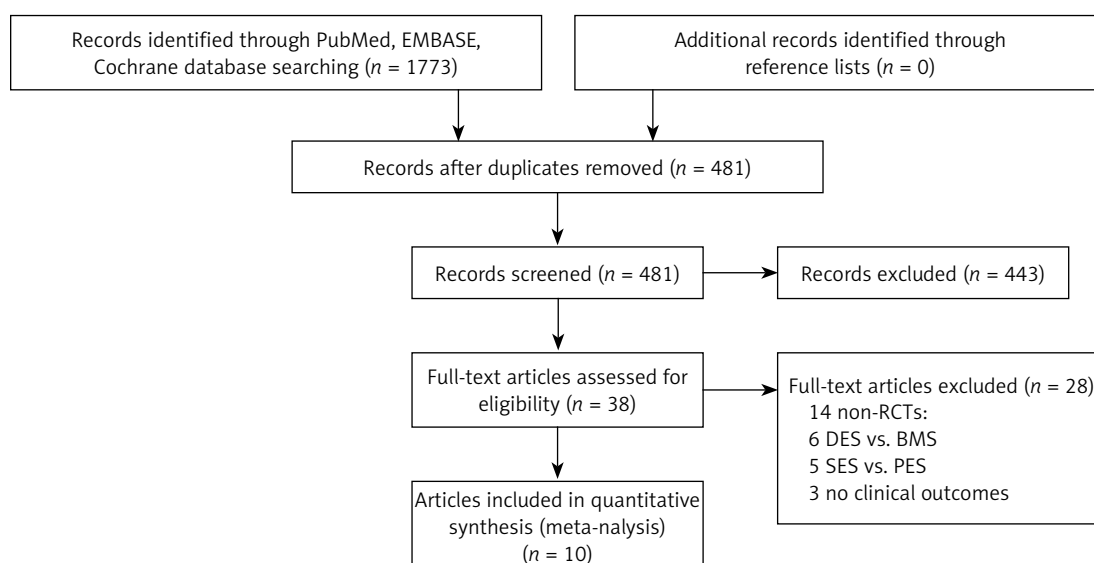 Records identified through PubMed, EMBASE,
Cochrane database searching (n = 1773)
Additional records identified through
reference lists (n = 0)
Records after duplicates removed (n = 481)
Records screened (n = 481)
Records excluded (n = 443)
Full-text articles assessed for
eligibility (n = 38)
Full-text articles excluded (n = 28)
14 non-RCTs:
6 DES vs. BMS
5 SES vs. PES
3 no clinical outcomes
Articles included in quantitative
synthesis (meta-nalysis)
(n = 10)